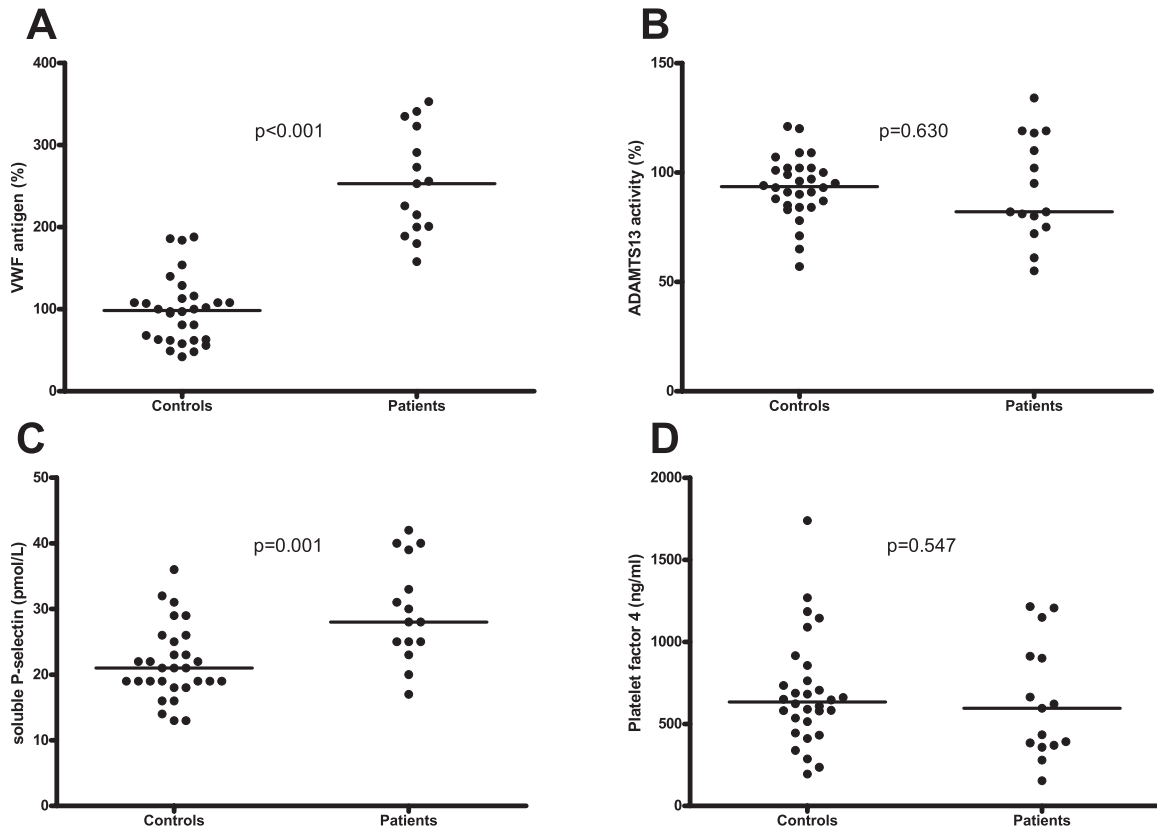 A
VWF antigen (%)
400
300
200
100
0
p<0.001
Controls
Patients
B
ADAMTS13 activity (%)
150
100
50
0
p=0.630
Controls
Patients
C
soluble P-selectin (pmol/L)
50
40
30
20
10
0
p=0.001
Controls
Patients
D
Platelet factor 4 (ng/ml)
2000
1500
1000
500
0
p=0.547
Controls
Patients